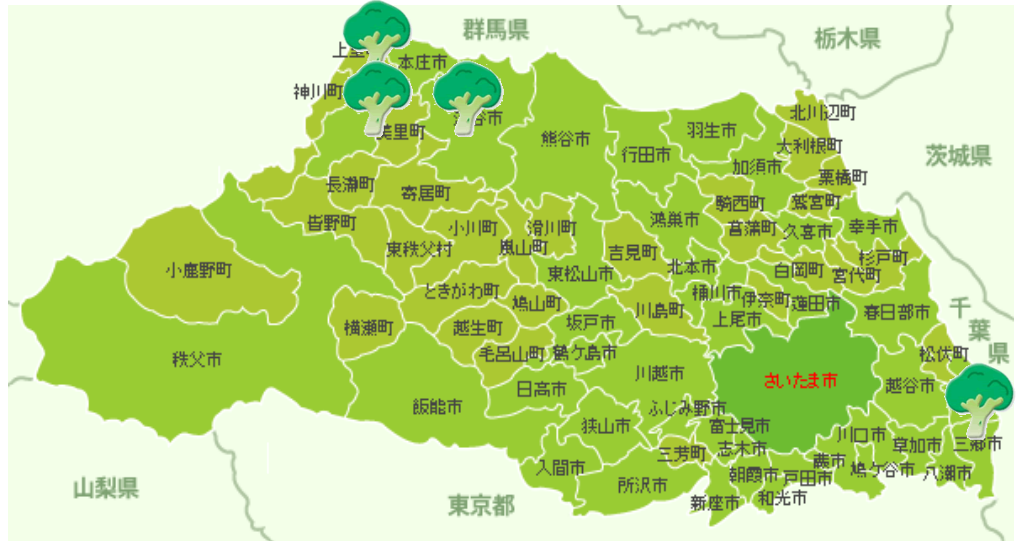 群馬県
栃木県
上里
本庄市
神川町
北川辺町
谷市
羽生市
美里町
熊谷市
大利根町
行田市
茨城県
加須市
栗橋町
長瀞町
寄居町
騎西町
鷲宮町
皆野町
小川町
滑川町
鴻巣市
菖蒲町
久喜市
幸手市
東秩父村
嵐山町
吉見町
杉戸町
小鹿野町
東松山市
北本市
白岡町
宮代町
ときがわ町
桶川市
伊奈町
蓮田市
鳩山町
川島町
春日部市
千葉県
横瀬町
越生町
坂戸市
上尾市
毛呂山町
鶴ケ島市
松伏町
秩父市
川越市
さいたま市
日高市
越谷市
飯能市
ふじみ野市
狭山市
富士見市
川口市
草加市
三郷市
三芳町
志木市
入間市
蕨市
鳩ケ谷市
八潮市
朝霞市
戸田市
所沢市
山梨県
東京都
新座市
和光市